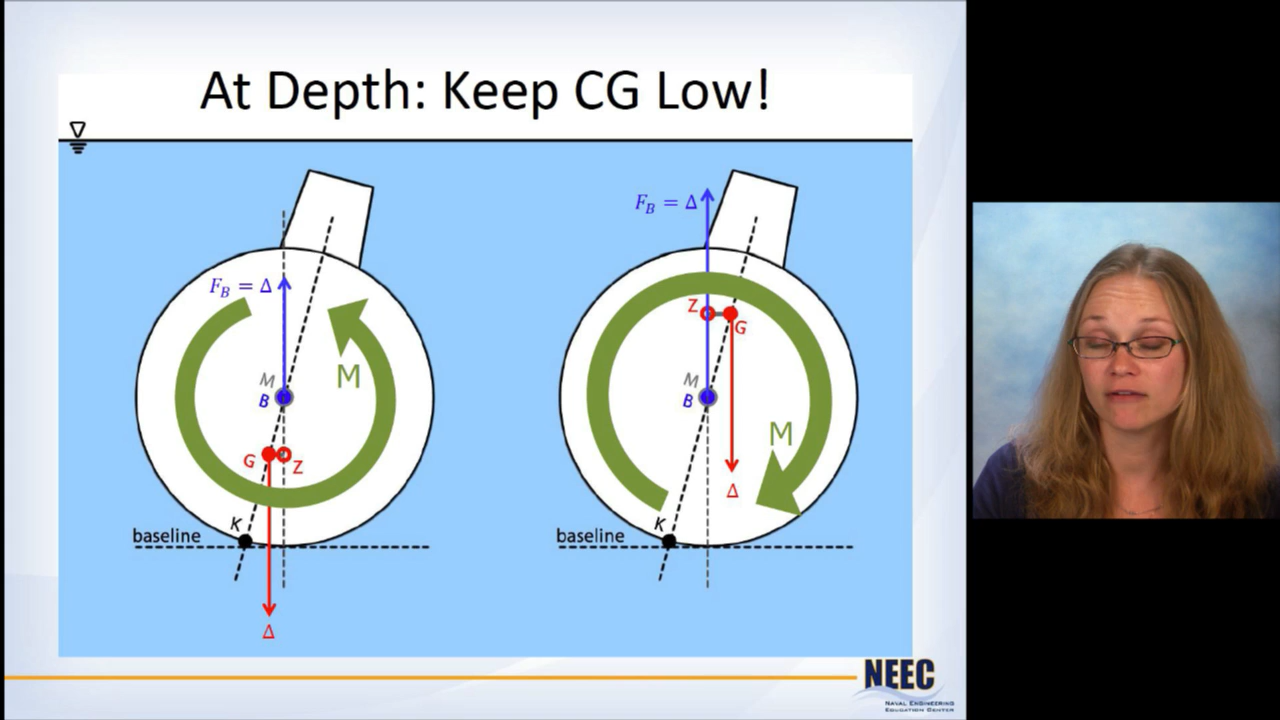 At Depth: Keep CG Low!
F_B = Δ
M
M
B
G
Z
K
baseline
Δ
F_B = Δ
Z
G
M
B
M
Δ
K
baseline
NEEC
NAVAL ENGINEERING
EDUCATION CENTER